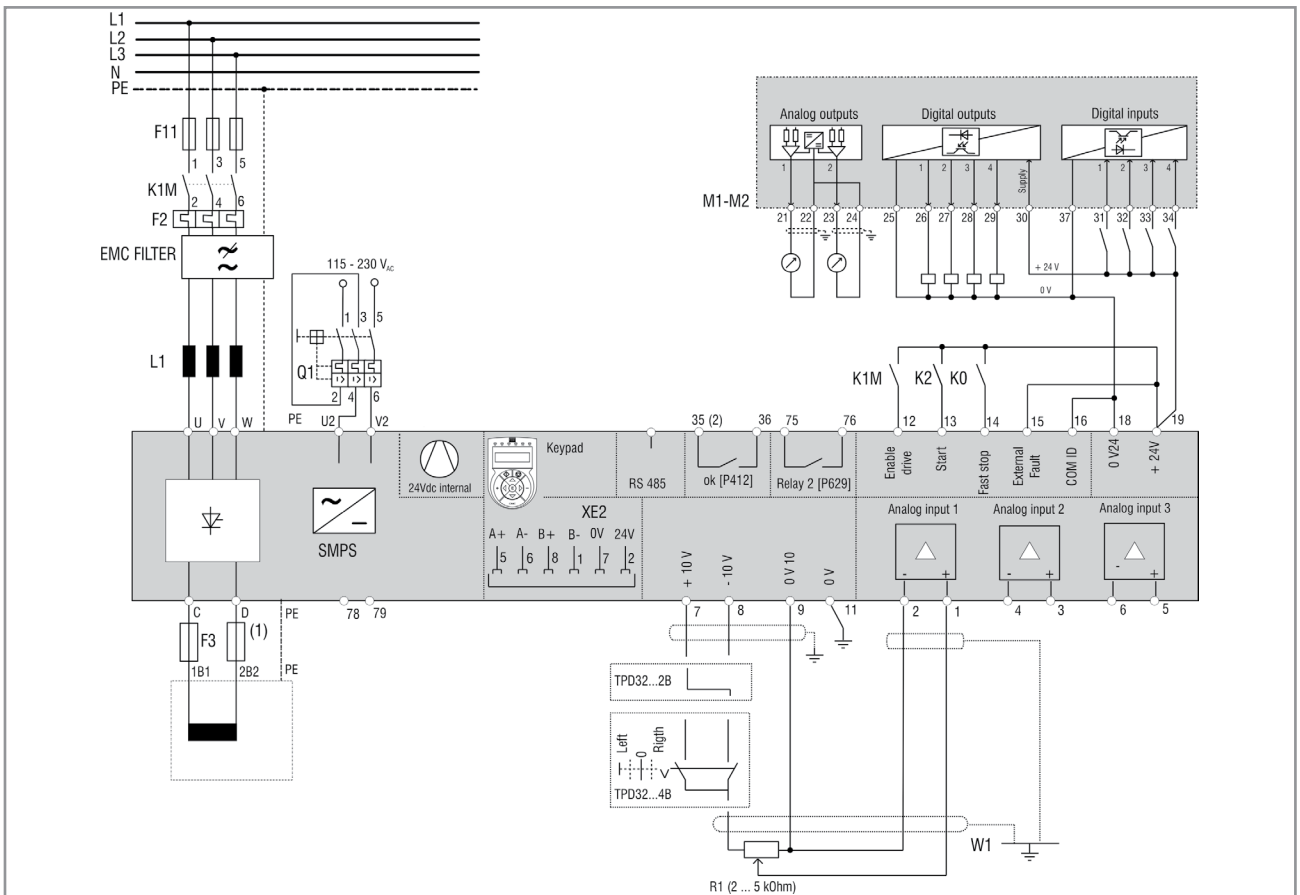 L1
L2
L3
N
PE
F11
1 3 5
K1M
2 4 6
F2
EMC FILTER
115 - 230 VAC
1 3 5
Q1
2 4 6
L1
PE
U V W
U2 V2
Analog outputs
Digital outputs
Digital inputs
1 2
1 2 3 4
Supply
1 2 3 4
M1-M2
21 22 23 24 25 26 27 28 29 30 37 31 32 33 34
+ 24 V
0 V
K1M K2 K0
35 (2) 36 75 76 12 13 14 15 16 18 19
24Vdc internal
Keypad
RS 485
ok [P412]
Relay 2 [P629]
Enable drive
Start
Fast stop
External Fault
COM ID
0 V24
+ 24V
SMPS
XE2
A+ A- B+ B- 0V 24V
5 6 8 1 7 2
+ 10 V
- 10 V
0 V 10
0 V
Analog input 1
Analog input 2
Analog input 3
- + - + - +
C D PE 78 79
7 8 9 11 2 1 4 3 6 5
F3 (1)
1B1 2B2 PE
TPD32...2B
Left
0
Rigth
TPD32...4B
W1
R1 (2 ... 5 kOhm)